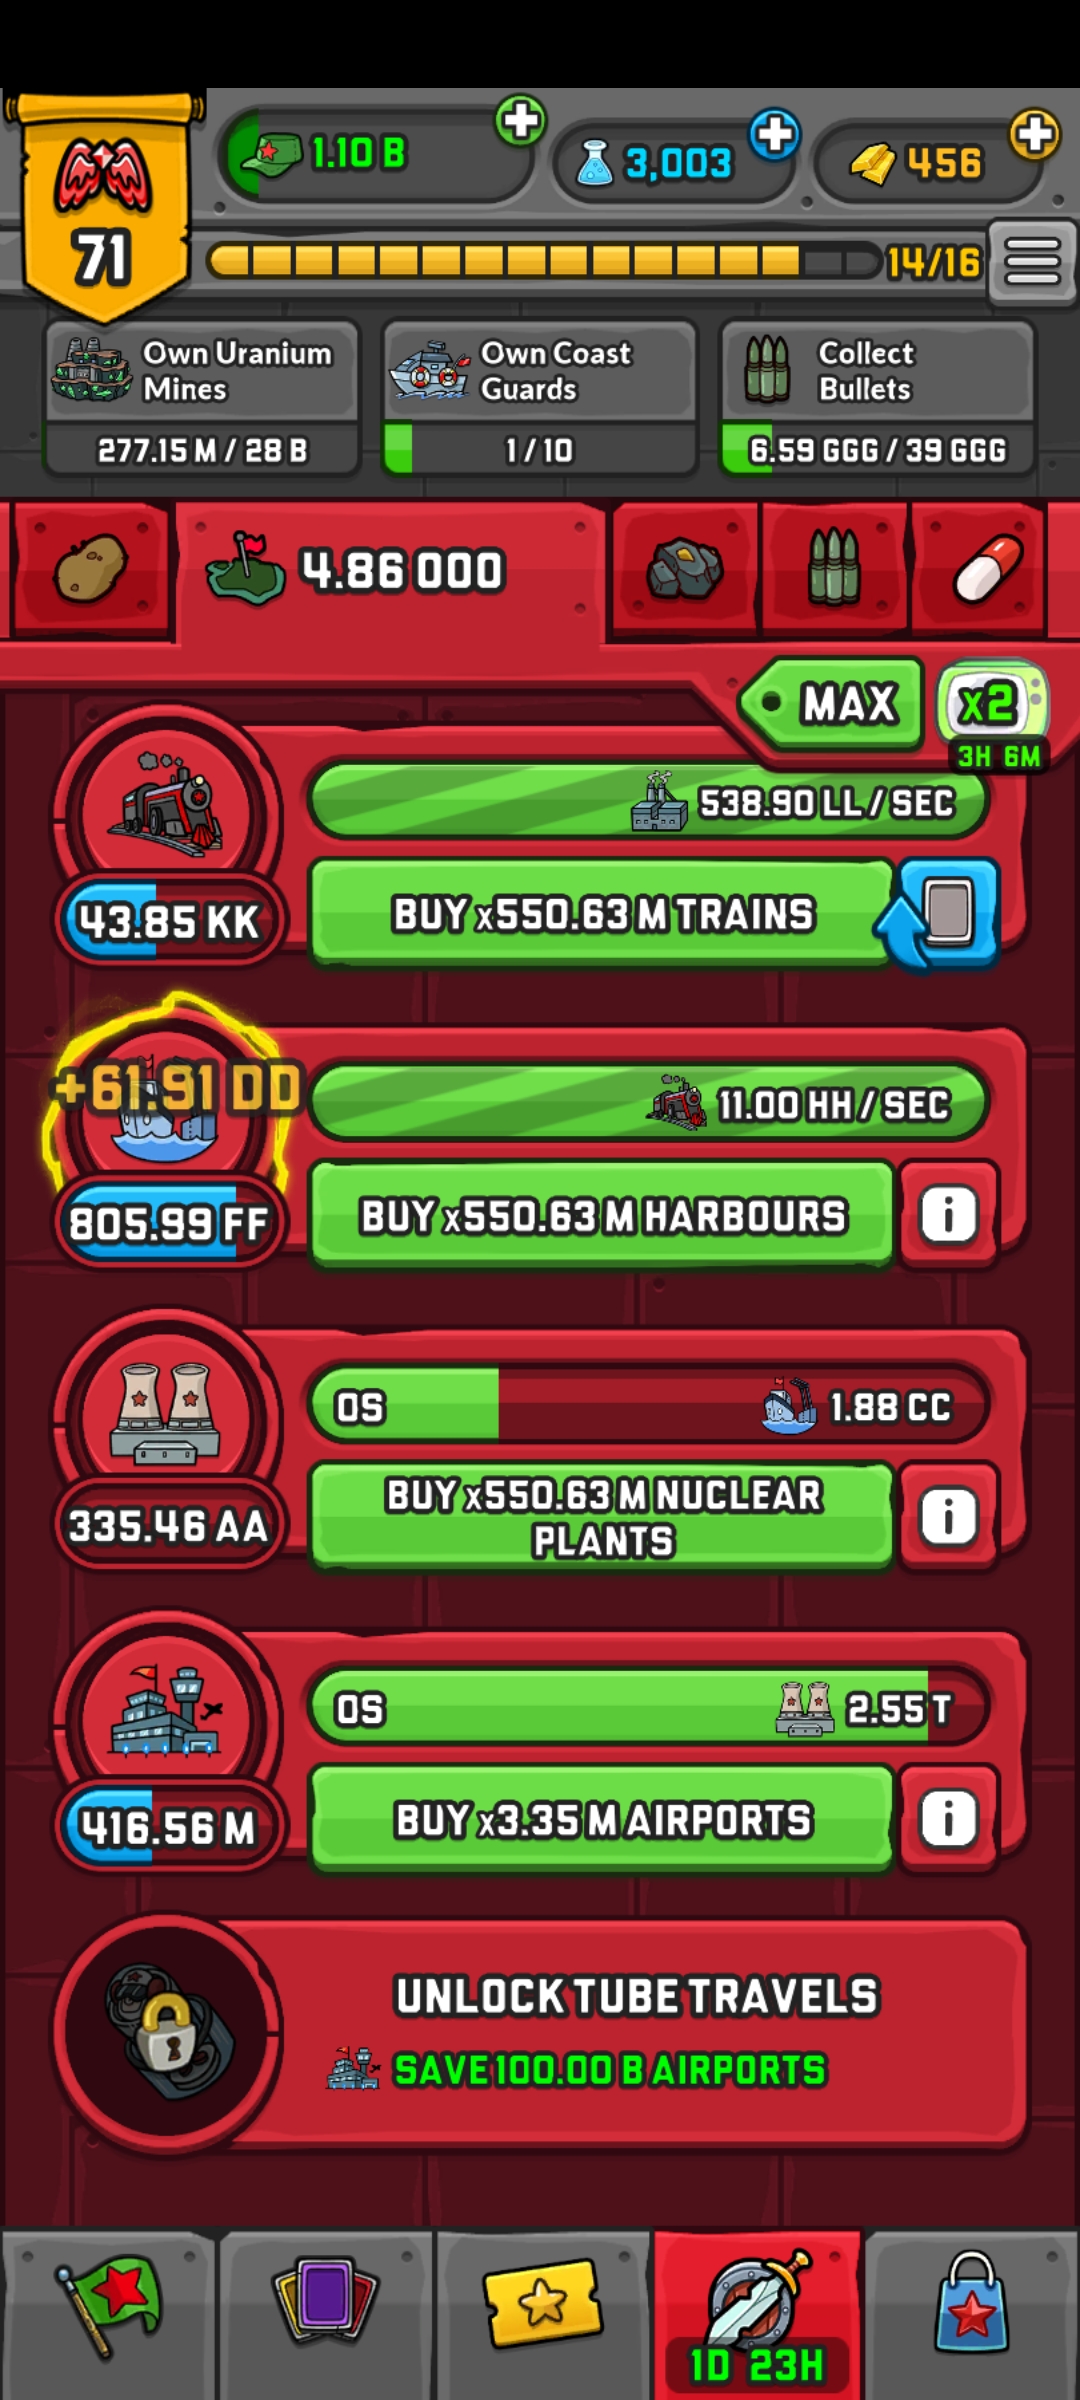 71
1.10 B
3,003
456
14/16
Own Uranium
Mines
277.15 M / 28 B
Own Coast
Guards
1 / 10
Collect
Bullets
6.59 GGG / 39 GGG
4.86 OOO
MAX
x2
3H 6M
538.90 LL / SEC
43.85 KK
BUY x550.63 M TRAINS
+61.91 DD
11.00 HH / SEC
805.99 FF
BUY x550.63 M HARBOURS
i
0S
1.88 CC
335.46 AA
BUY x550.63 M NUCLEAR
PLANTS
i
0S
2.55 T
416.56 M
BUY x3.35 M AIRPORTS
i
UNLOCK TUBE TRAVELS
SAVE 100.00 B AIRPORTS
1D 23H